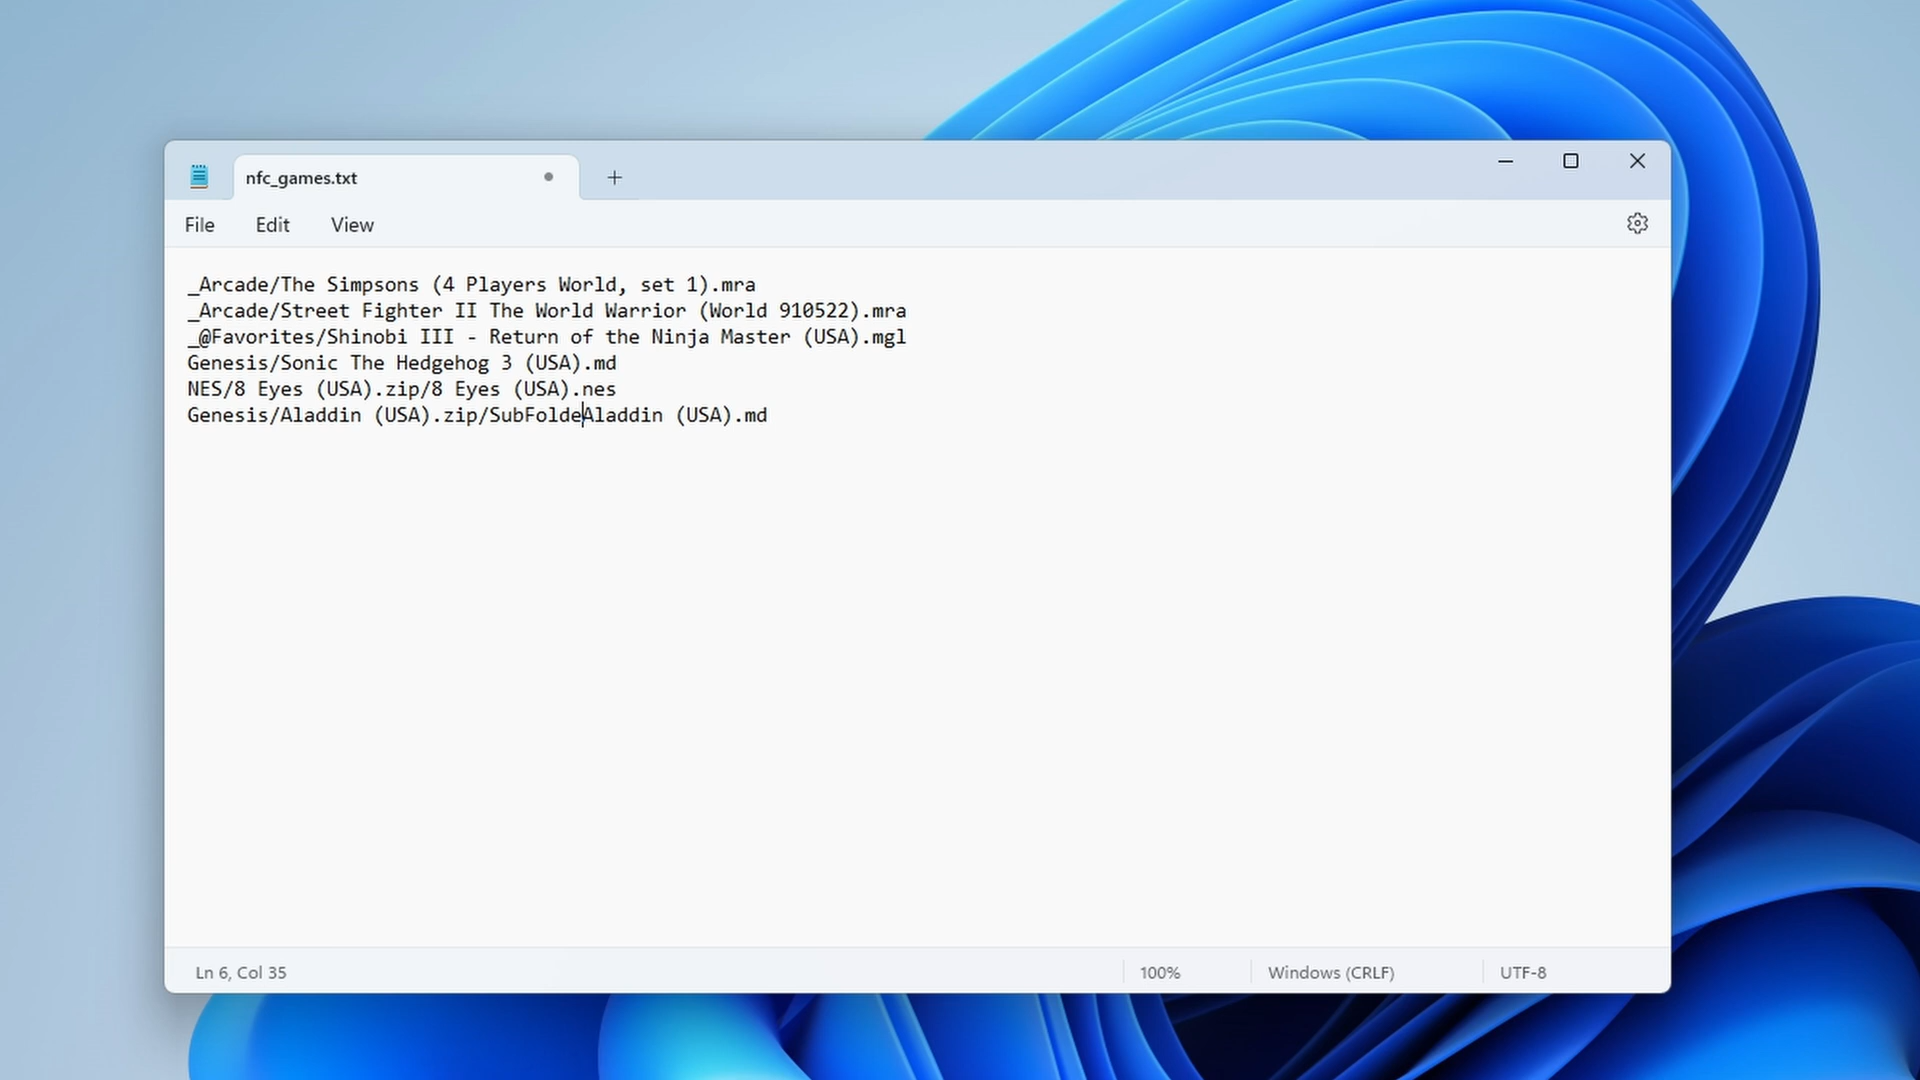 nfc_games.txt
File Edit View
_Arcade/The Simpsons (4 Players World, set 1).mra
_Arcade/Street Fighter II The World Warrior (World 910522).mra
_@Favorites/Shinobi III - Return of the Ninja Master (USA).mgl
Genesis/Sonic The Hedgehog 3 (USA).md
NES/8 Eyes (USA).zip/8 Eyes (USA).nes
Genesis/Aladdin (USA).zip/SubFoldeAladdin (USA).md
Ln 6, Col 35 100% Windows (CRLF) UTF-8